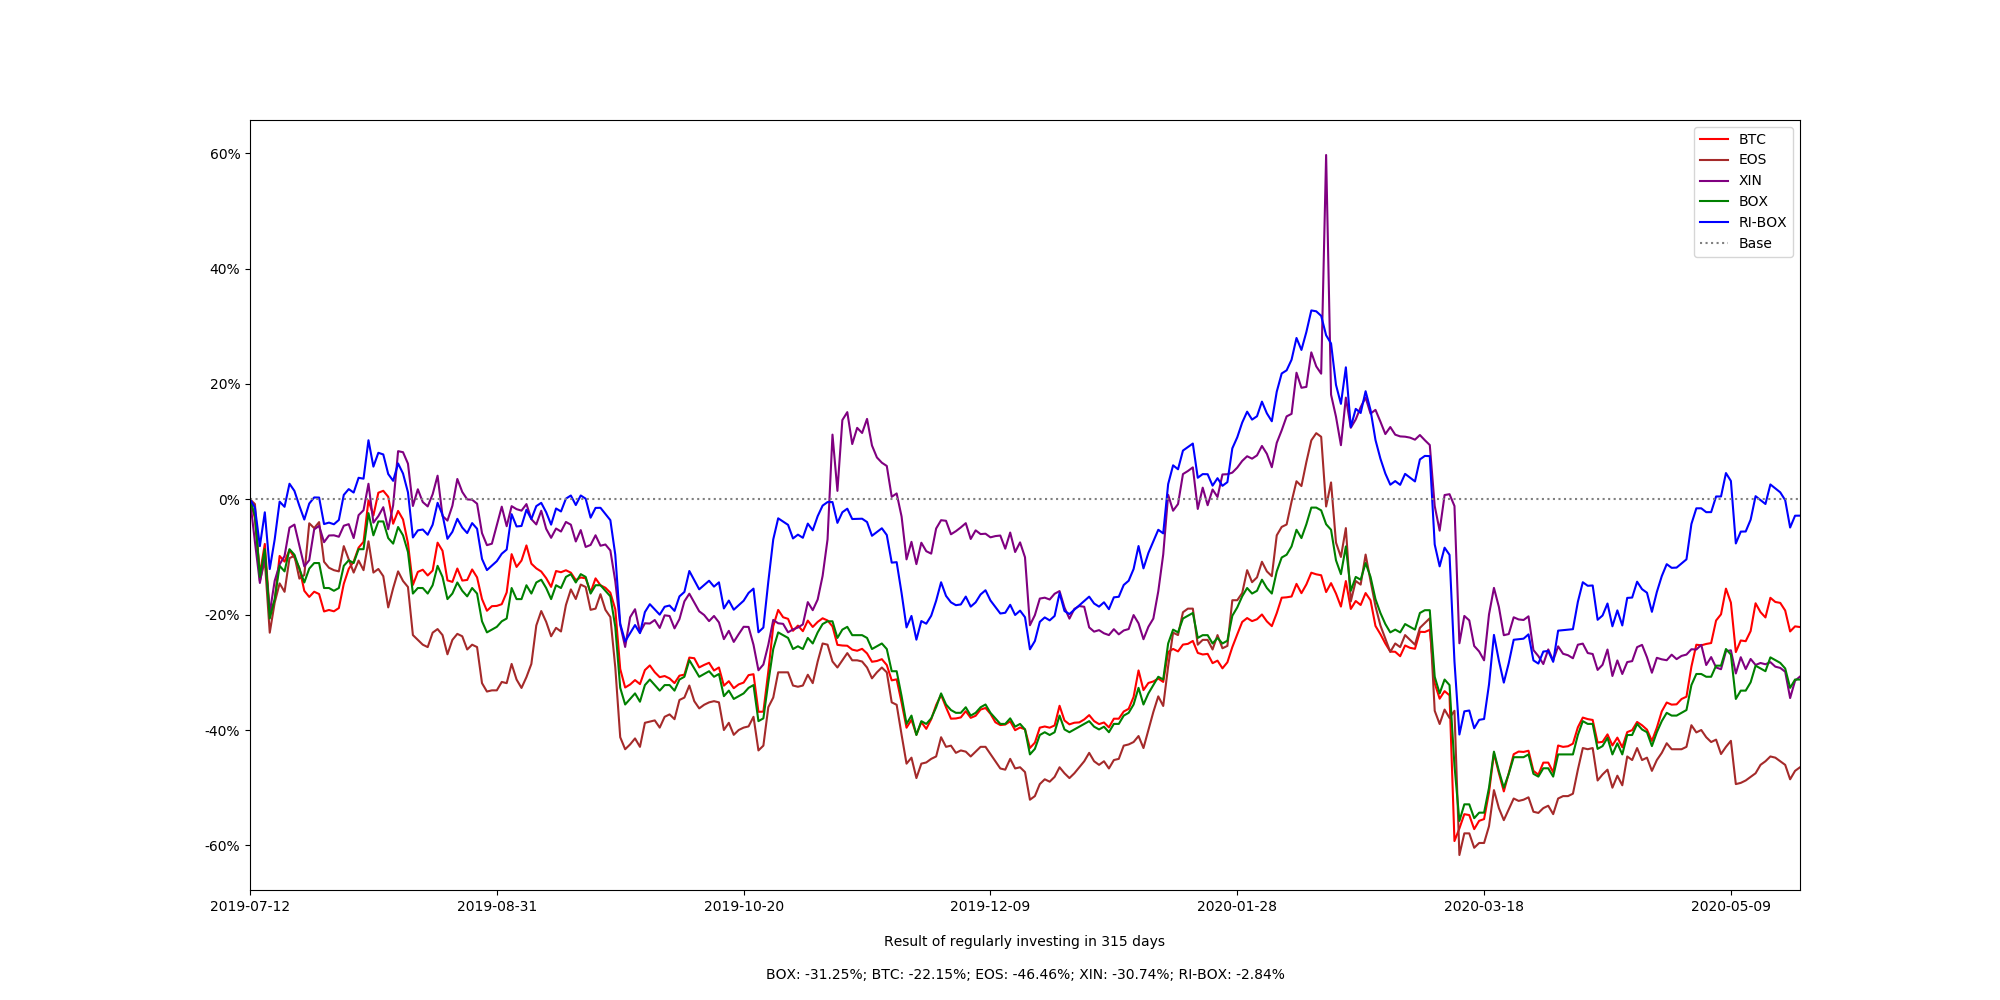 60%
40%
20%
0%
-20%
-40%
-60%
BTC
EOS
XIN
BOX
RI-BOX
Base
2019-07-12 2019-08-31 2019-10-20 2019-12-09 2020-01-28 2020-03-18 2020-05-09
Result of regularly investing in 315 days
BOX: -31.25%; BTC: -22.15%; EOS: -46.46%; XIN: -30.74%; RI-BOX: -2.84%